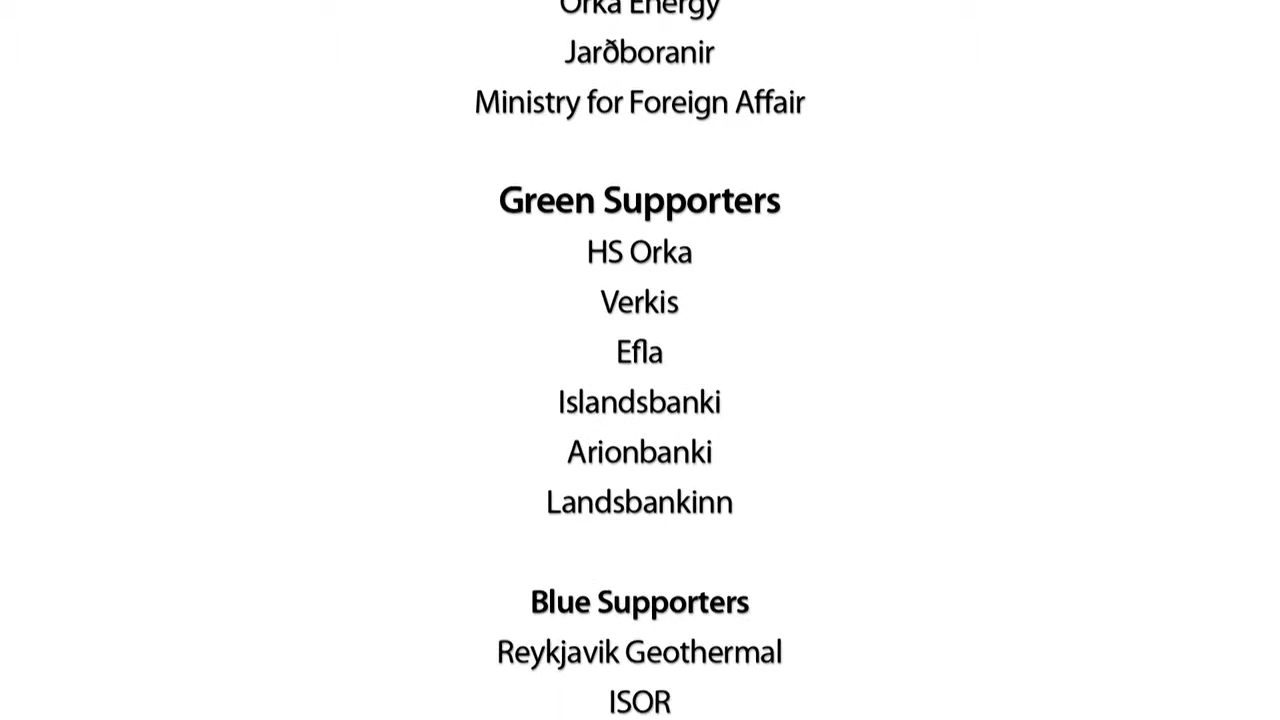 Orka Energy
Jarðboranir
Ministry for Foreign Affair
Green Supporters
HS Orka
Verkis
Efla
Islandsbanki
Arionbanki
Landsbankinn
Blue Supporters
Reykjavik Geothermal
ISOR